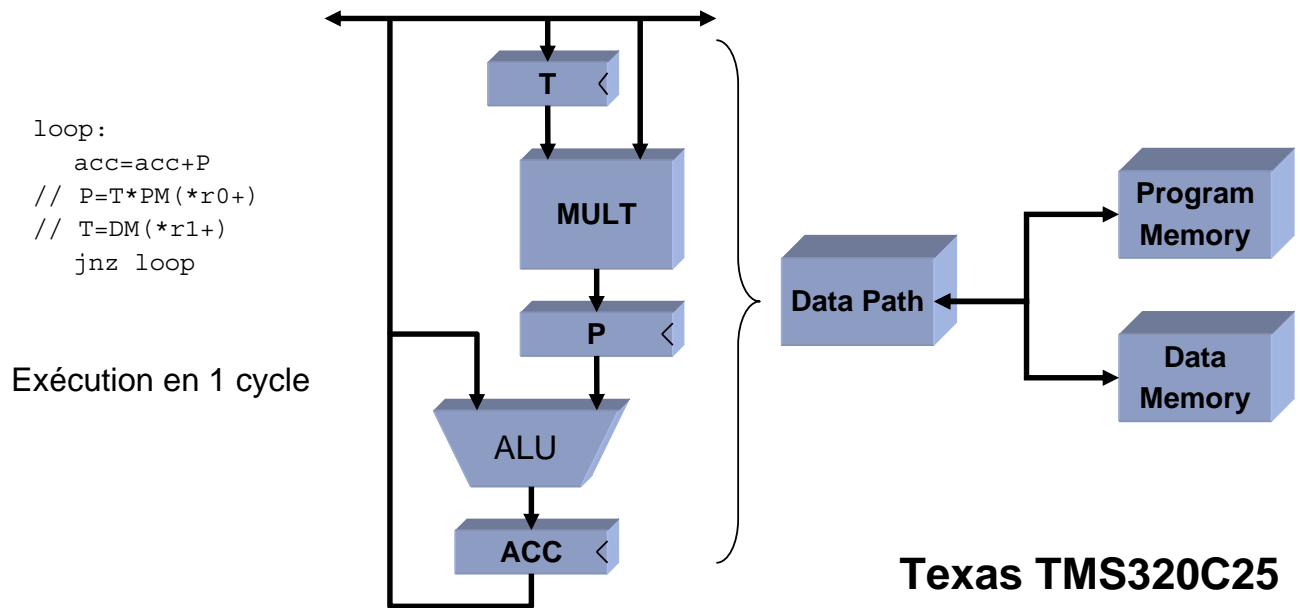 loop:
acc=acc+P
// P=T*PM(*r0+)
// T=DM(*r1+)
jnz loop
Exécution en 1 cycle
T
MULT
P
ALU
ACC
Data Path
Program
Memory
Data
Memory
Texas TMS320C25